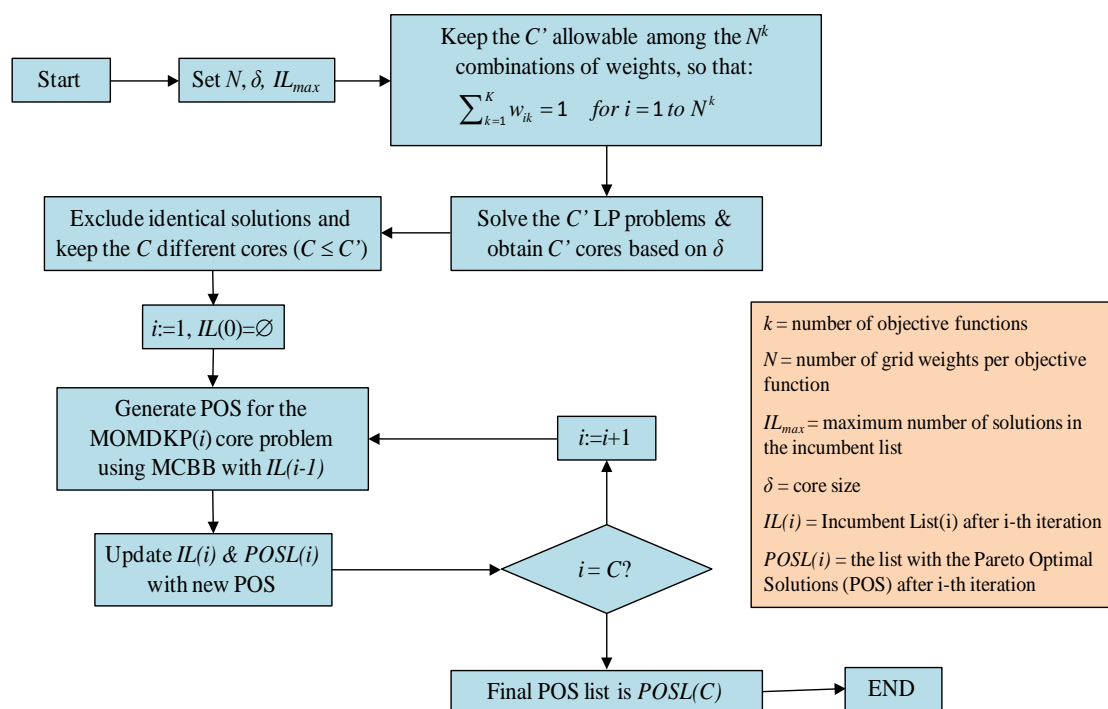 Start
Set N, δ, IL_max
Keep the C’ allowable among the N^k
combinations of weights, so that:
∑_{k=1}^{K} w_{ik} = 1 for i = 1 to N^k
Solve the C’ LP problems &
obtain C’ cores based on δ
Exclude identical solutions and
keep the C different cores (C ≤ C’)
i:=1, IL(0)=∅
Generate POS for the
MOMDKP(i) core problem
using MCBB with IL(i-1)
Update IL(i) & POSL(i)
with new POS
i = C?
i:=i+1
Final POS list is POSL(C)
END
k = number of objective functions
N = number of grid weights per objective
function
IL_max = maximum number of solutions in
the incumbent list
δ = core size
IL(i) = Incumbent List(i) after i-th iteration
POSL(i) = the list with the Pareto Optimal
Solutions (POS) after i-th iteration